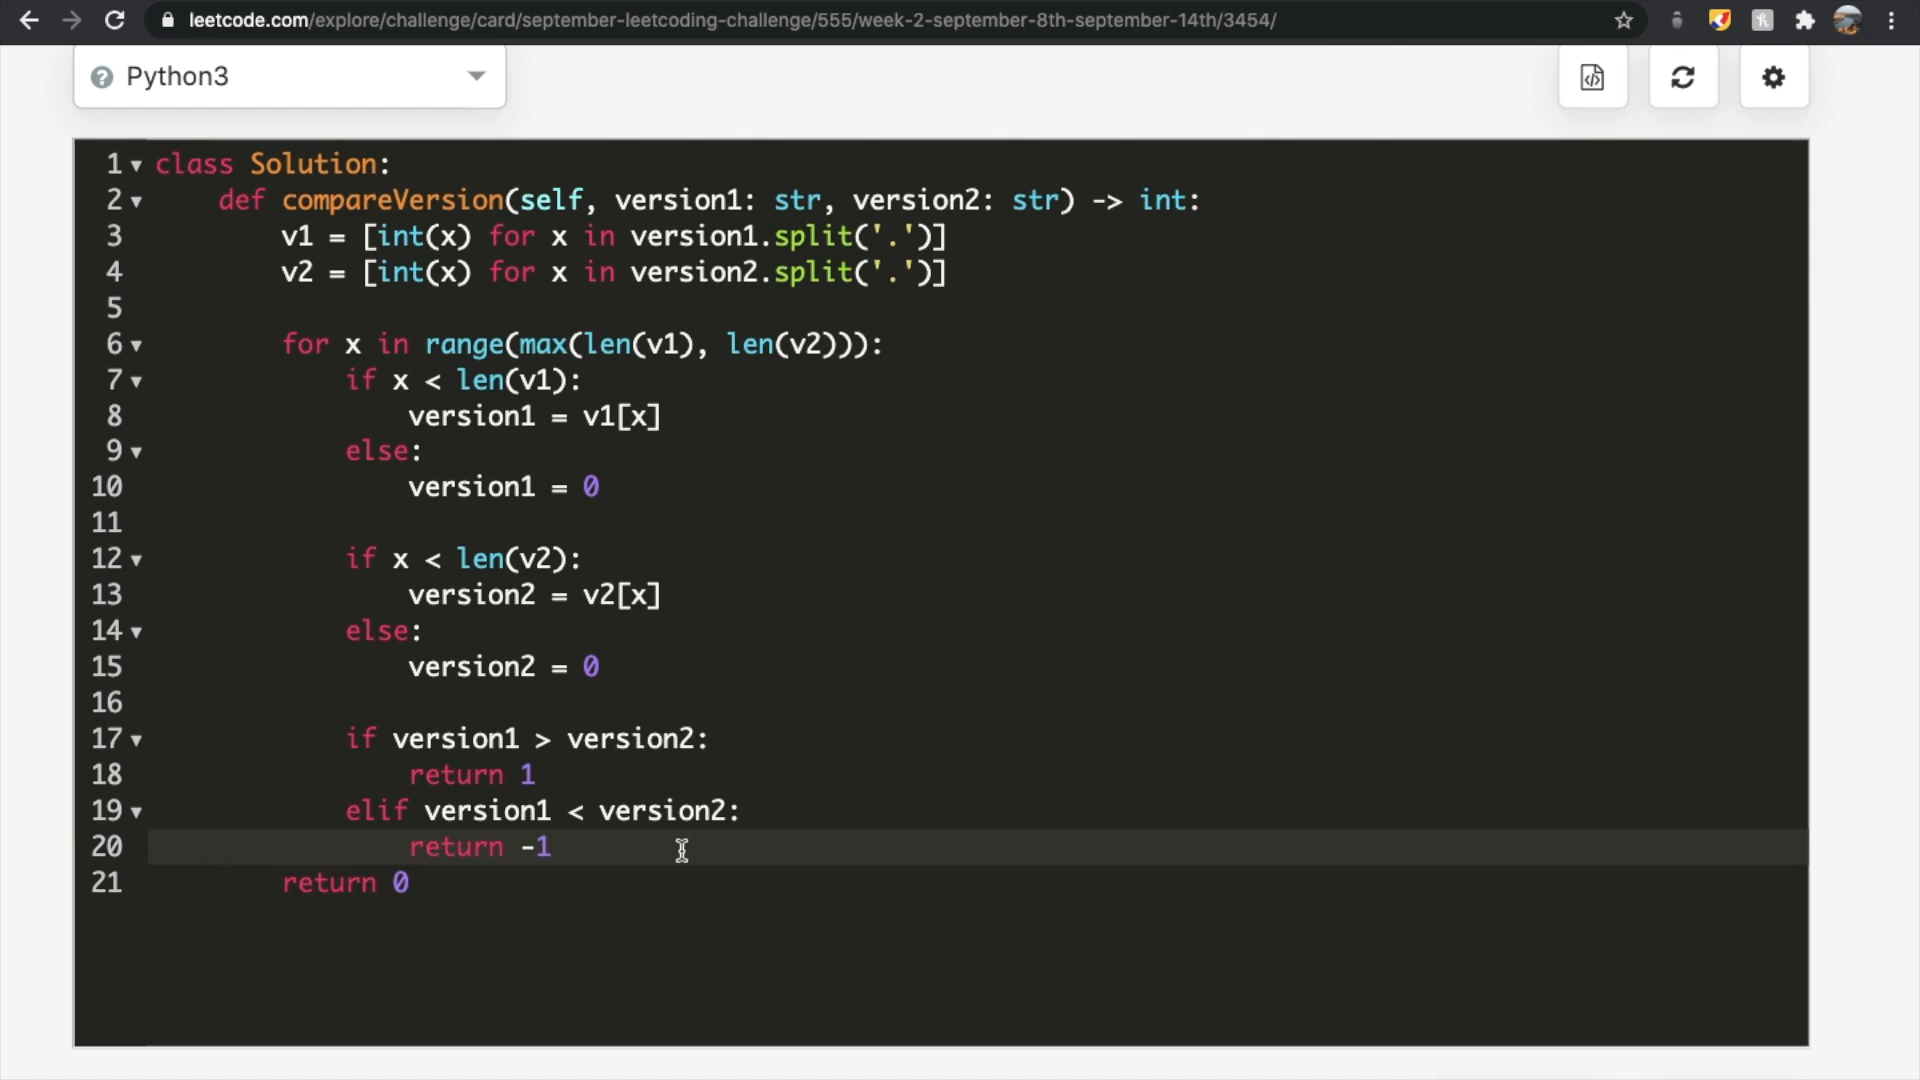 leetcode.com/explore/challenge/card/september-leetcoding-challenge/555/week-2-september-8th-september-14th/3454/
Python3
1 class Solution:
2     def compareVersion(self, version1: str, version2: str) -> int:
3         v1 = [int(x) for x in version1.split('.')]
4         v2 = [int(x) for x in version2.split('.')]
5
6         for x in range(max(len(v1), len(v2))):
7             if x < len(v1):
8                 version1 = v1[x]
9             else:
10                 version1 = 0
11
12             if x < len(v2):
13                 version2 = v2[x]
14             else:
15                 version2 = 0
16
17             if version1 > version2:
18                 return 1
19             elif version1 < version2:
20                 return -1
21         return 0